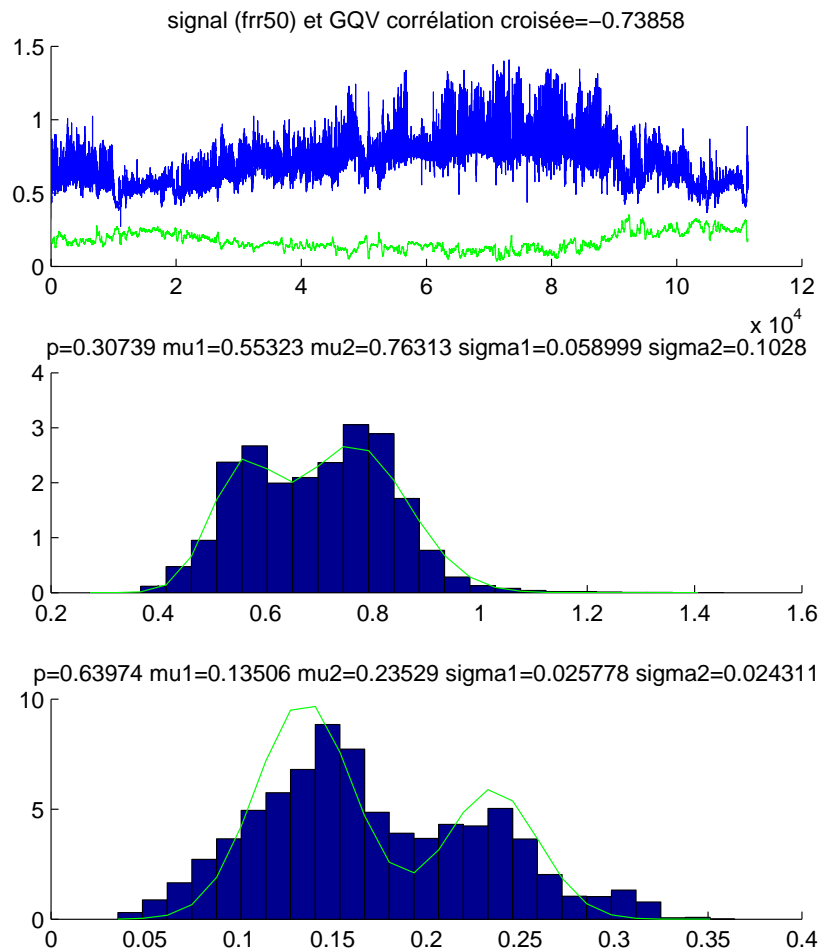 signal (frr50) et GQV corrélation croisée=−0.73858
1.5
1
0.5
0
0 2 4 6 8 10 12
x 10^4
p=0.30739 mu1=0.55323 mu2=0.76313 sigma1=0.058999 sigma2=0.1028
4
3
2
1
0
0.2 0.4 0.6 0.8 1 1.2 1.4 1.6
p=0.63974 mu1=0.13506 mu2=0.23529 sigma1=0.025778 sigma2=0.024311
10
5
0
0 0.05 0.1 0.15 0.2 0.25 0.3 0.35 0.4